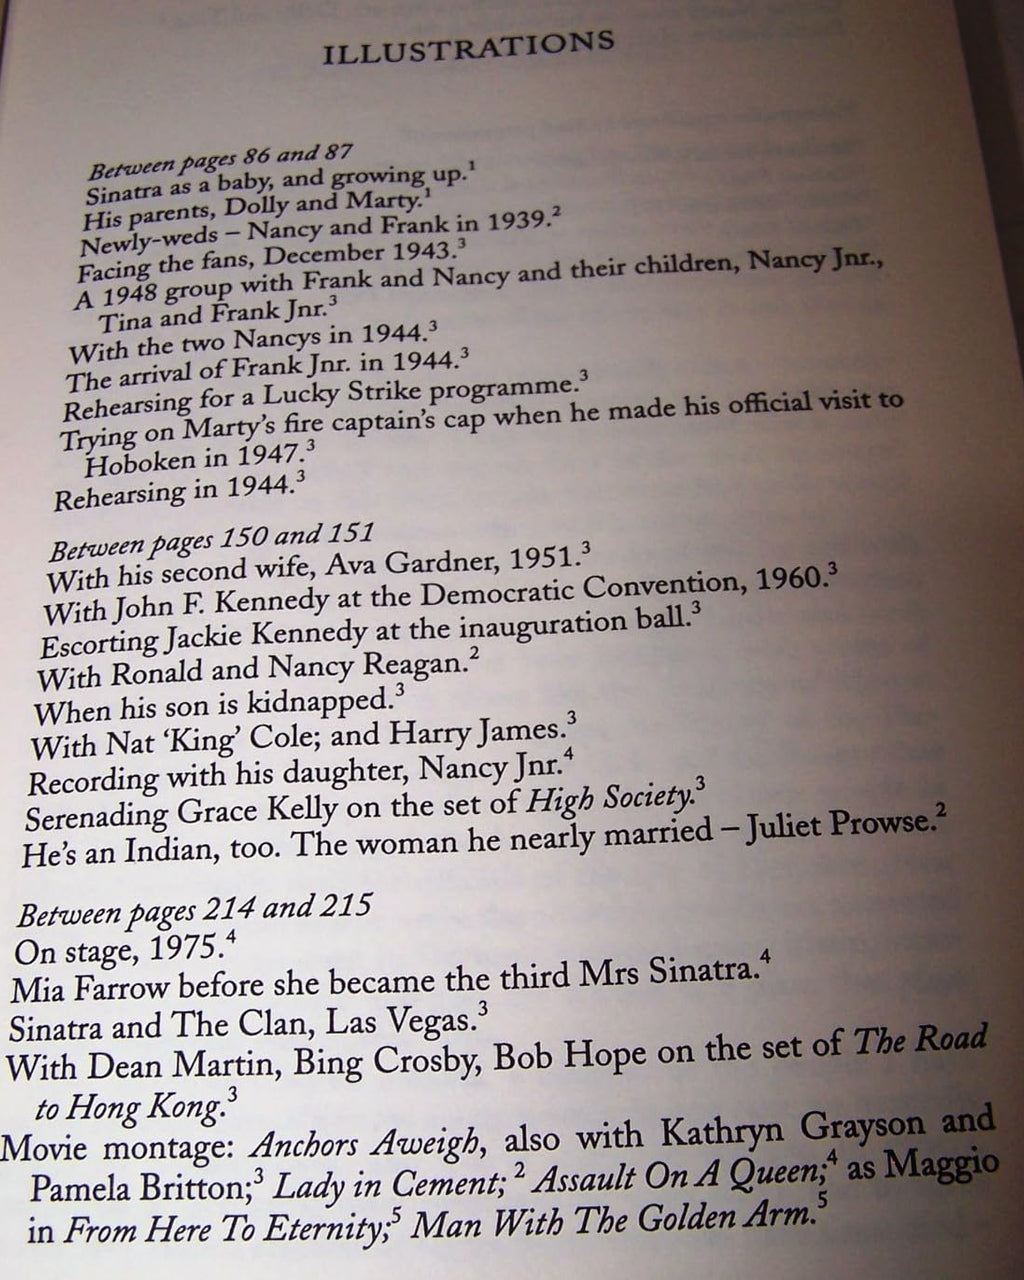 ILLUSTRATIONS
Between pages 86 and 87
Sinatra as a baby, and growing up.¹
His parents, Dolly and Marty.¹
Newly-weds – Nancy and Frank in 1939.²
Facing the fans, December 1943.³
A 1948 group with Frank and Nancy and their children, Nancy Jnr.,
Tina and Frank Jnr.³
With the two Nancys in 1944.³
The arrival of Frank Jnr. in 1944.³
Rehearsing for a Lucky Strike programme.³
Trying on Marty's fire captain's cap when he made his official visit to
Hoboken in 1947.³
Rehearsing in 1944.³
Between pages 150 and 151
With his second wife, Ava Gardner, 1951.³
With John F. Kennedy at the Democratic Convention, 1960.³
Escorting Jackie Kennedy at the inauguration ball.³
With Ronald and Nancy Reagan.²
When his son is kidnapped.³
With Nat ‘King’ Cole; and Harry James.³
Recording with his daughter, Nancy Jnr.⁴
Serenading Grace Kelly on the set of High Society.³
He's an Indian, too. The woman he nearly married – Juliet Prowse.²
Between pages 214 and 215
On stage, 1975.⁴
Mia Farrow before she became the third Mrs Sinatra.⁴
Sinatra and The Clan, Las Vegas.³
With Dean Martin, Bing Crosby, Bob Hope on the set of The Road
to Hong Kong.³
Movie montage: Anchors Aweigh, also with Kathryn Grayson and
Pamela Britton;³ Lady in Cement; ² Assault On A Queen;⁴ as Maggio
in From Here To Eternity;⁵ Man With The Golden Arm.⁵